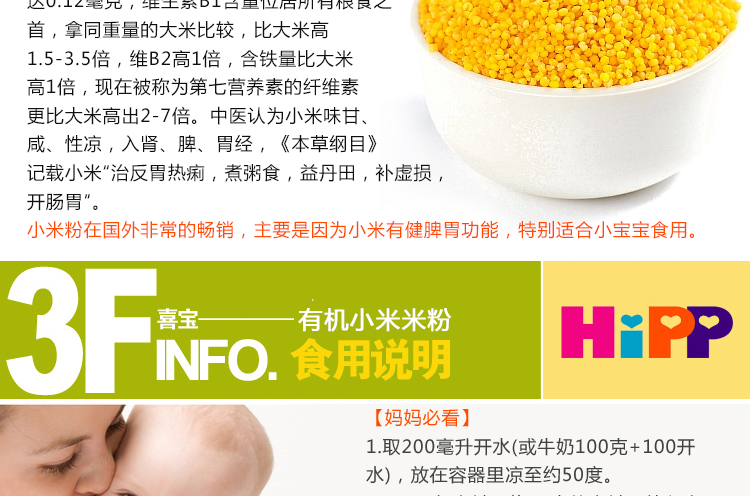 达0.12毫克，维生素B1含量位居所有粮食之
首，拿同重量的大米比较，比大米高
1.5-3.5倍，维B2高1倍，含铁量比大米
高1倍，现在被称为第七营养素的纤维素
更比大米高出2-7倍。中医认为小米味甘、
咸、性凉，入肾、脾、胃经，《本草纲目》
记载小米“治反胃热痢，煮粥食，益丹田，补虚损，
开肠胃”。
小米粉在国外非常的畅销，主要是因为小米有健脾胃功能，特别适合小宝宝食用。
3F
喜宝————有机小米米粉
INFO. 食用说明
HiPP
【妈妈必看】
1.取200毫升开水(或牛奶100克+100开
水)，放在容器里凉至约50度。